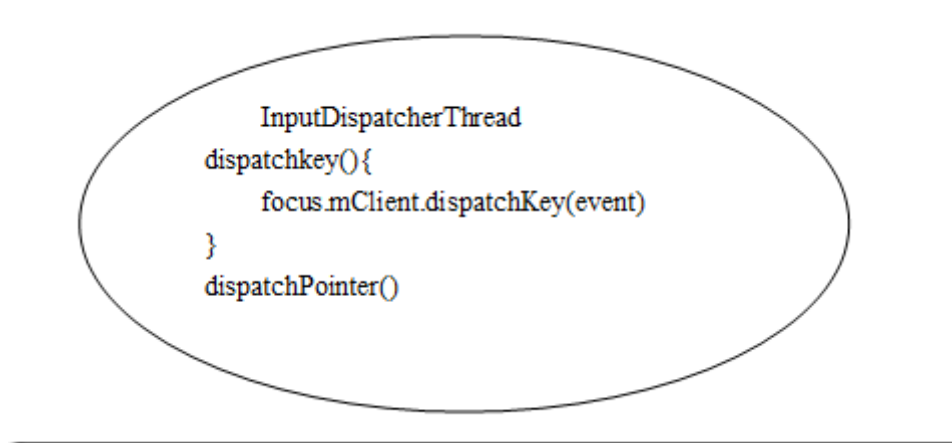 InputDispatcherThread
dispatchkey(){
focus.mClient.dispatchKey(event)
}
dispatchPointer()